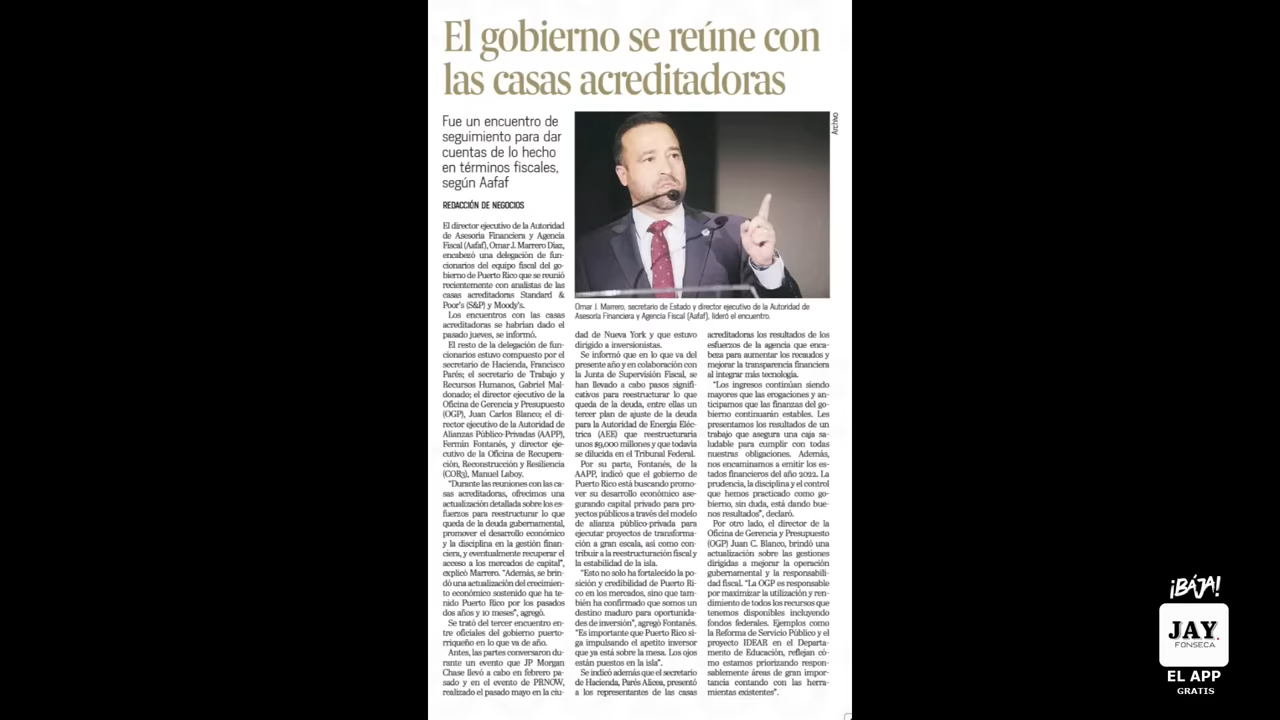 El gobierno se reúne con
las casas acreditadoras
Fue un encuentro de
seguimiento para dar
cuentas de lo hecho
en términos fiscales,
según Aafaf
REDACCIÓN DE NEGOCIOS
El director ejecutivo de la Autoridad
de Asesoría Financiera y Agencia
Fiscal (Aafaf), Omar J. Marrero Díaz,
encabezó una delegación de fun-
cionarios del equipo fiscal del go-
bierno de Puerto Rico que se reunió
recientemente con analistas de las
casas acreditadoras Standard &
Poor's (S&P) y Moody's.
Los encuentros con las casas
acreditadoras se habrían dado el
pasado jueves, se informó.
El resto de la delegación de fun-
cionarios estuvo compuesto por el
secretario de Hacienda, Francisco
Parés; el secretario de Trabajo y
Recursos Humanos, Gabriel Mal-
donado; el director ejecutivo de la
Oficina de Gerencia y Presupuesto
(OGP), Juan Carlos Blanco; el di-
rector ejecutivo de la Autoridad de
Alianzas Público-Privadas (AAPP),
Fermín Fontanés, y director eje-
cutivo de la Oficina de Recupera-
ción, Reconstrucción y Resiliencia
(COR3), Manuel Laboy.
"Durante las reuniones con las ca-
sas acreditadoras, ofrecimos una
actualización detallada sobre los es-
fuerzos para reestructurar lo que
queda de la deuda gubernamental,
promover el desarrollo económico
y la disciplina en la gestión finan-
ciera, y eventualmente recuperar el
acceso a los mercados de capital",
explicó Marrero. "Además, se brin-
dó una actualización del crecimien-
to económico sostenido que ha te-
nido Puerto Rico por los pasados
dos años y 10 meses", agregó.
Se trató del tercer encuentro en-
tre oficiales del gobierno puerto-
rriqueño en lo que va de año.
Antes, las partes conversaron du-
rante un evento que JP Morgan
Chase llevó a cabo en febrero pa-
sado y en el evento de PRNOW,
realizado el pasado mayo en la ciu-
Archivo
Omar J. Marrero, secretario de Estado y director ejecutivo de la Autoridad de
Asesoría Financiera y Agencia Fiscal (Aafaf), lideró el encuentro.
dad de Nueva York y que estuvo
dirigido a inversionistas.
Se informó que en lo que va del
presente año y en colaboración con
la Junta de Supervisión Fiscal, se
han llevado a cabo pasos signifi-
cativos para reestructurar lo que
queda de la deuda, entre ellas un
tercer plan de ajuste de la deuda
para la Autoridad de Energía Eléc-
trica (AEE) que reestructuraría
unos $9,000 millones y que todavía
se dilucida en el Tribunal Federal.
Por su parte, Fontanés, de la
AAPP, indicó que el gobierno de
Puerto Rico está buscando promo-
ver su desarrollo económico ase-
gurando capital privado para pro-
yectos públicos a través del modelo
de alianza público-privada para
ejecutar proyectos de transforma-
ción a gran escala, así como con-
tribuir a la reestructuración fiscal y
la estabilidad de la isla.
"Esto no solo ha fortalecido la po-
sición y credibilidad de Puerto Ri-
co en los mercados, sino que tam-
bién ha confirmado que somos un
destino maduro para oportunida-
des de inversión", agregó Fontanés.
"Es importante que Puerto Rico si-
ga impulsando el apetito inversor
que ya está sobre la mesa. Los ojos
están puestos en la isla".
Se indicó además que el secretario
de Hacienda, Parés Alicea, presentó
a los representantes de las casas
acreditadoras los resultados de los
esfuerzos de la agencia que enca-
beza para aumentar los recaudos y
mejorar la transparencia financiera
al integrar más tecnología.
"Los ingresos continúan siendo
mayores que las erogaciones y an-
ticipamos que las finanzas del go-
bierno continuarán estables. Les
presentamos los resultados de un
trabajo que asegura una caja sa-
ludable para cumplir con todas
nuestras obligaciones. Además,
nos encaminamos a emitir los es-
tados financieros del año 2022. La
prudencia, la disciplina y el control
que hemos practicado como go-
bierno, sin duda, está dando bue-
nos resultados", declaró.
Por otro lado, el director de la
Oficina de Gerencia y Presupuesto
(OGP) Juan C. Blanco, brindó una
actualización sobre las gestiones
dirigidas a mejorar la operación
gubernamental y la responsabili-
dad fiscal. "La OGP es responsable
por maximizar la utilización y ren-
dimiento de todos los recursos que
tenemos disponibles incluyendo
fondos federales. Ejemplos como
la Reforma de Servicio Público y el
proyecto IDEAR en el Departa-
mento de Educación, reflejan có-
mo estamos priorizando respon-
sablemente áreas de gran impor-
tancia contando con las herra-
mientas existentes".
¡BÁJA!
JAY.
FONSECA
EL APP
GRATIS